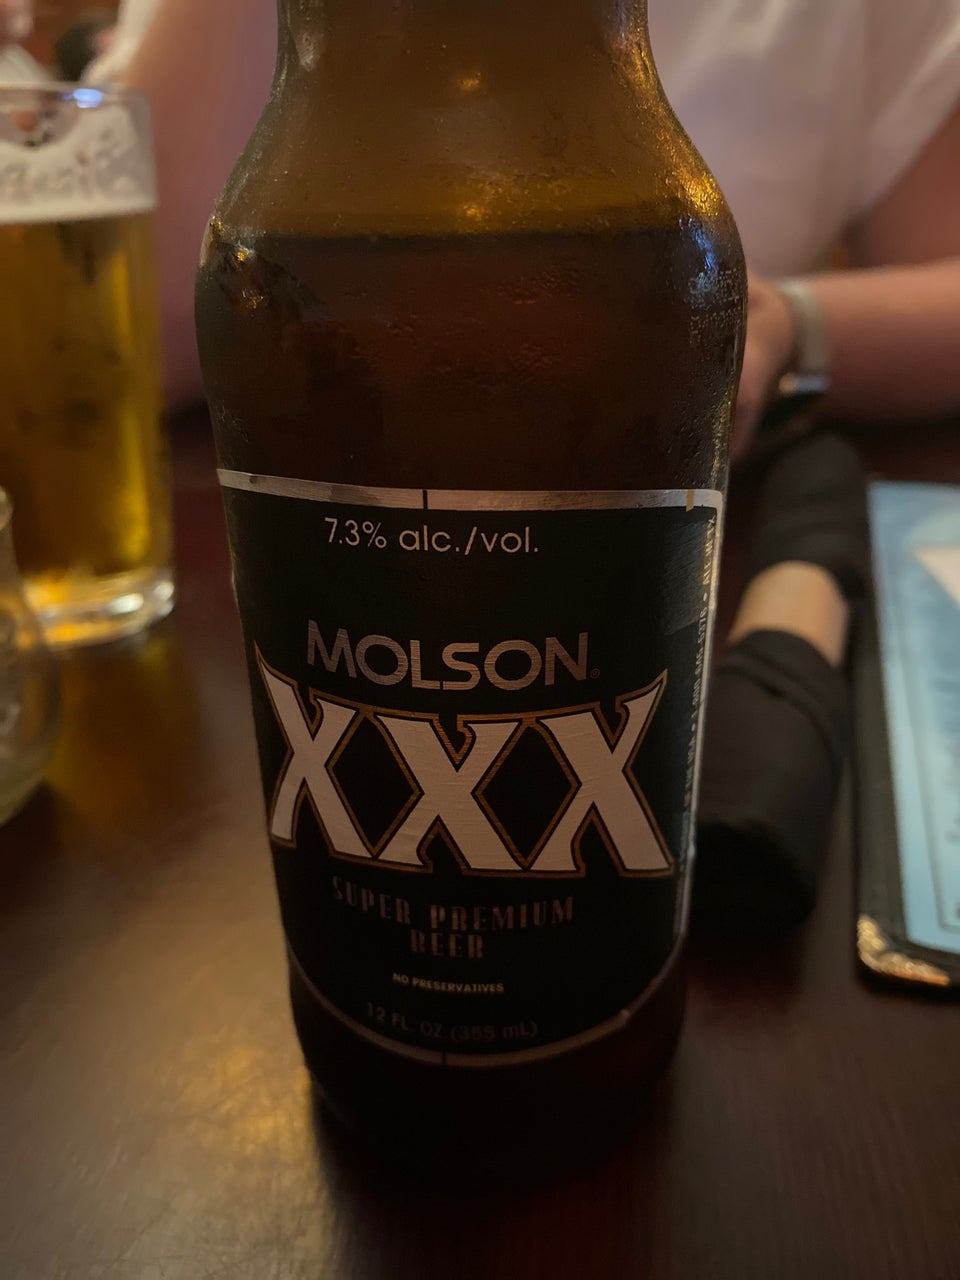 7.3% alc./vol.
MOLSON®
XXX
SUPER PREMIUM
BEER
NO PRESERVATIVES
12 FL. OZ. (355 mL)